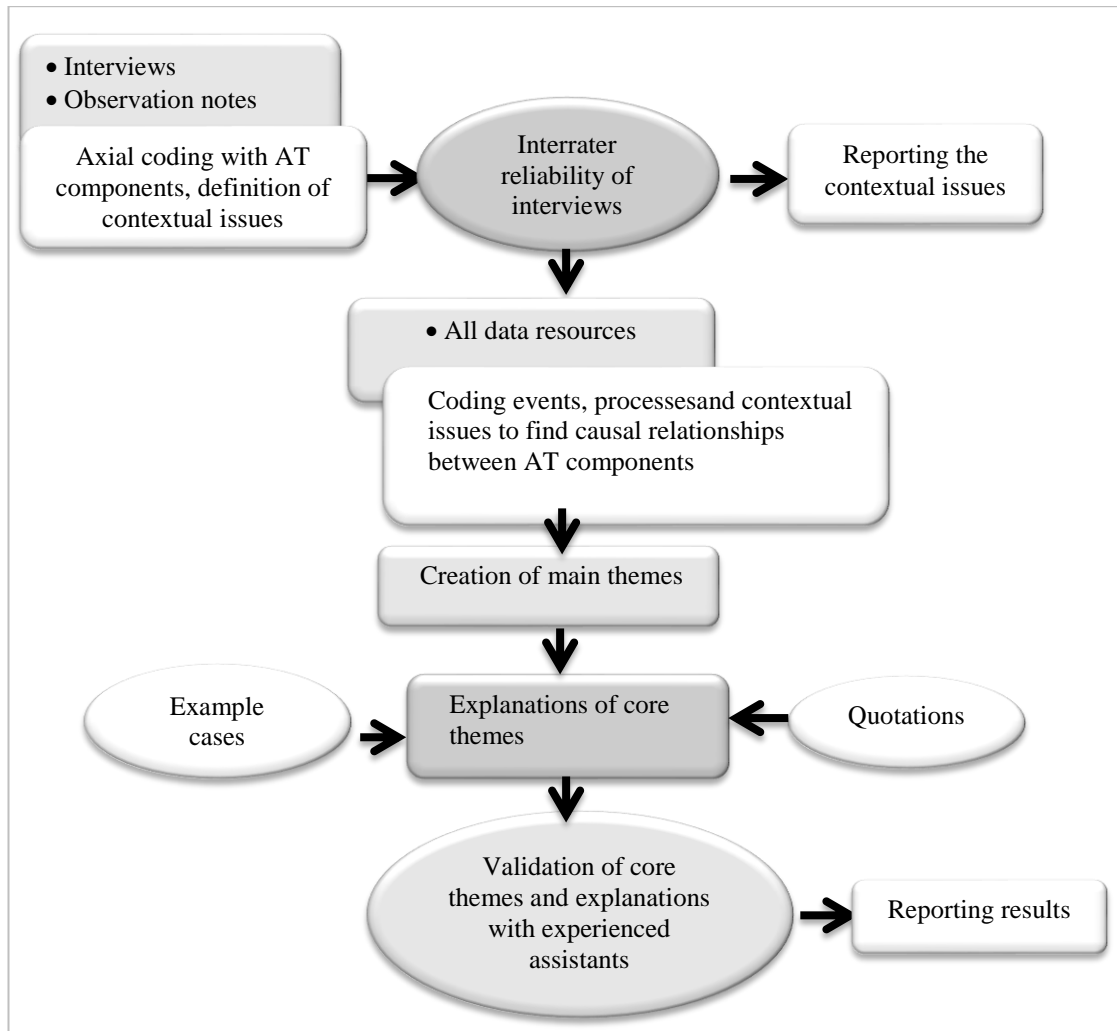 • Interviews
• Observation notes
Axial coding with AT
components, definition of
contextual issues
Interrater
reliability of
interviews
Reporting the
contextual issues
• All data resources
Coding events, processesand contextual
issues to find causal relationships
between AT components
Creation of main themes
Example
cases
Explanations of core
themes
Quotations
Validation of core
themes and explanations
with experienced
assistants
Reporting results